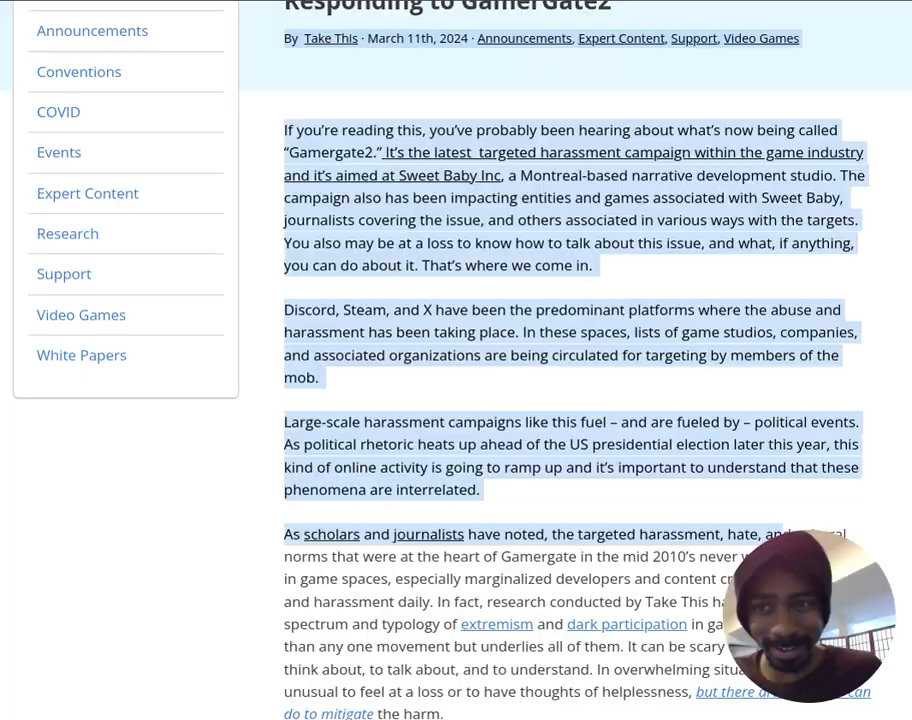 Responding to GamerGate2
By Take This · March 11th, 2024 · Announcements, Expert Content, Support, Video Games
Announcements
Conventions
COVID
Events
Expert Content
Research
Support
Video Games
White Papers
If you’re reading this, you’ve probably been hearing about what’s now being called
“Gamergate2.” It’s the latest targeted harassment campaign within the game industry
and it’s aimed at Sweet Baby Inc, a Montreal-based narrative development studio. The
campaign also has been impacting entities and games associated with Sweet Baby,
journalists covering the issue, and others associated in various ways with the targets.
You also may be at a loss to know how to talk about this issue, and what, if anything,
you can do about it. That’s where we come in.
Discord, Steam, and X have been the predominant platforms where the abuse and
harassment has been taking place. In these spaces, lists of game studios, companies,
and associated organizations are being circulated for targeting by members of the
mob.
Large-scale harassment campaigns like this fuel – and are fueled by – political events.
As political rhetoric heats up ahead of the US presidential election later this year, this
kind of online activity is going to ramp up and it’s important to understand that these
phenomena are interrelated.
As scholars and journalists have noted, the targeted harassment, hate, and
norms that were at the heart of Gamergate in the mid 2010’s never
in game spaces, especially marginalized developers and content
and harassment daily. In fact, research conducted by Take This
spectrum and typology of extremism and dark participation in
than any one movement but underlies all of them. It can be scary
think about, to talk about, and to understand. In overwhelming
unusual to feel at a loss or to have thoughts of helplessness, but there can
do to mitigate the harm.